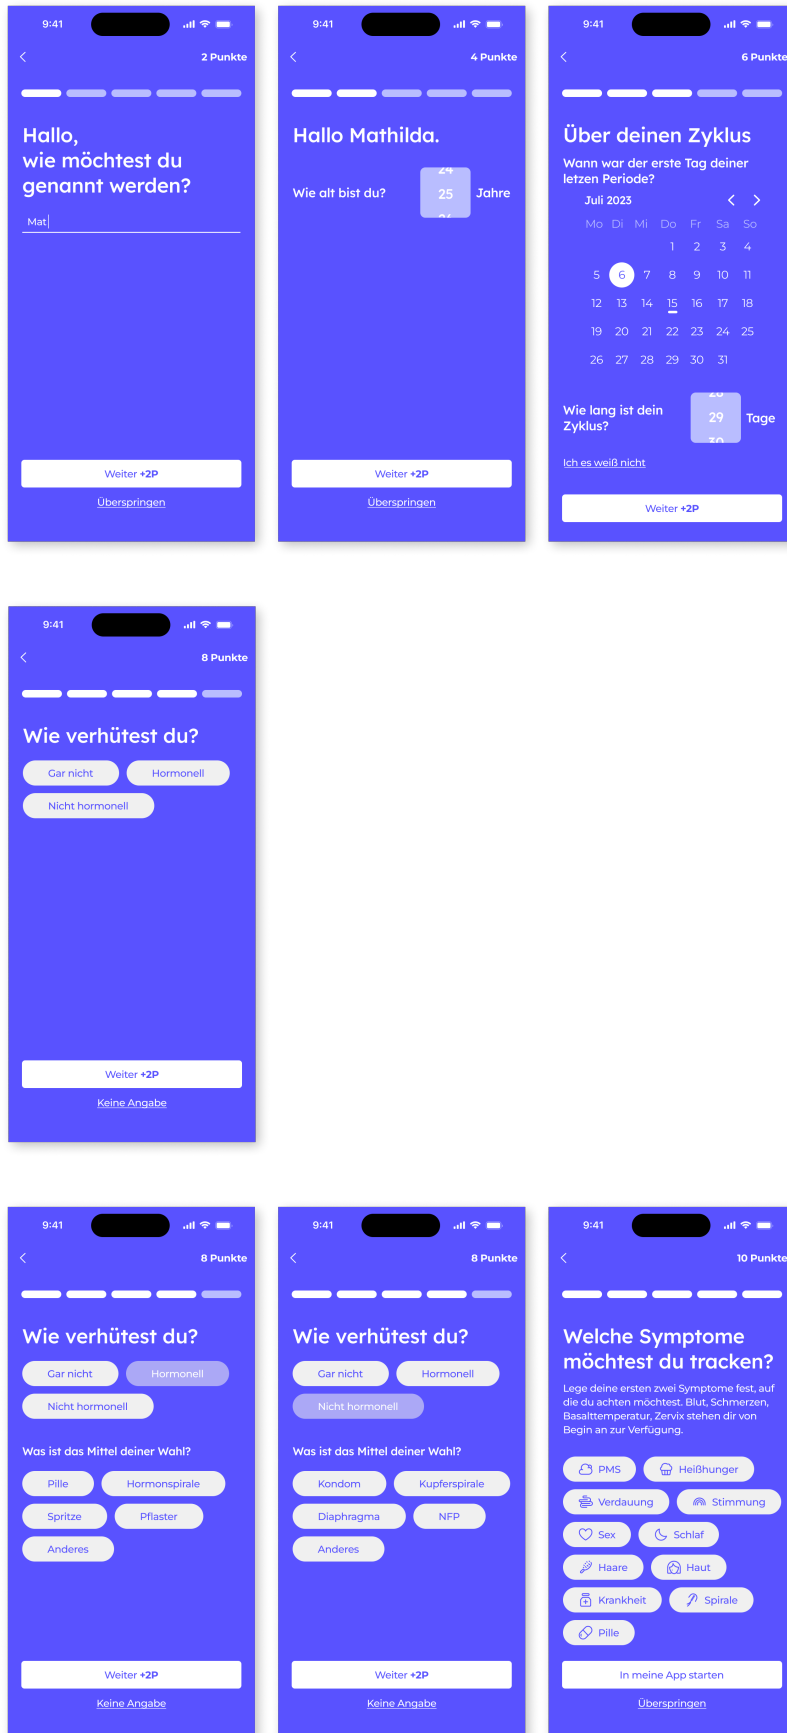 9:41
2 Punkte
Hallo,
wie möchtest du
genannt werden?
Mat
Weiter +2P
Überspringen
9:41
4 Punkte
Hallo Mathilda.
24
Wie alt bist du? 25 Jahre
Weiter +2P
Überspringen
9:41
6 Punkte
Über deinen Zyklus
Wann war der erste Tag deiner
letzen Periode?
Juli 2023
Mo Di Mi Do Fr Sa So
1 2 3 4
5 6 7 8 9 10 11
12 13 14 15 16 17 18
19 20 21 22 23 24 25
26 27 28 29 30 31
Wie lang ist dein
Zyklus?
28
29 Tage
30
Ich es weiß nicht
Weiter +2P
9:41
8 Punkte
Wie verhütest du?
Gar nicht Hormonell
Nicht hormonell
Weiter +2P
Keine Angabe
9:41
8 Punkte
Wie verhütest du?
Gar nicht Hormonell
Nicht hormonell
Was ist das Mittel deiner Wahl?
Pille Hormonspirale
Spritze Pflaster
Anderes
Weiter +2P
Keine Angabe
9:41
8 Punkte
Wie verhütest du?
Gar nicht Hormonell
Nicht hormonell
Was ist das Mittel deiner Wahl?
Kondom Kupferspirale
Diaphragma NFP
Anderes
Weiter +2P
Keine Angabe
9:41
10 Punkte
Welche Symptome
möchtest du tracken?
Lege deine ersten zwei Symptome fest, auf
die du achten möchtest. Blut, Schmerzen,
Basalttemperatur, Zervix stehen dir von
Begin an zur Verfügung.
PMS Heißhunger
Verdauung Stimmung
Sex Schlaf
Haare Haut
Krankheit Spirale
Pille
In meine App starten
Überspringen